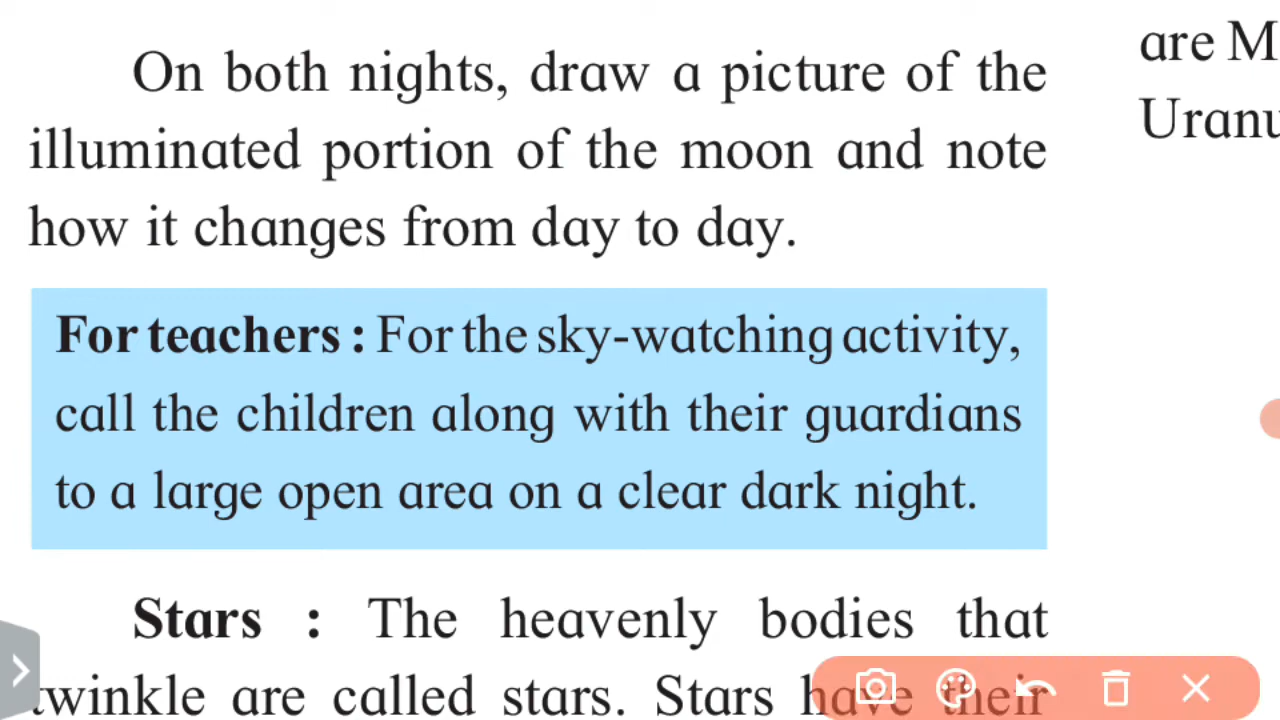 On both nights, draw a picture of the
illuminated portion of the moon and note
how it changes from day to day.
For teachers : For the sky-watching activity,
call the children along with their guardians
to a large open area on a clear dark night.
Stars : The heavenly bodies that
twinkle are called stars. Stars have their
are M
Uranu